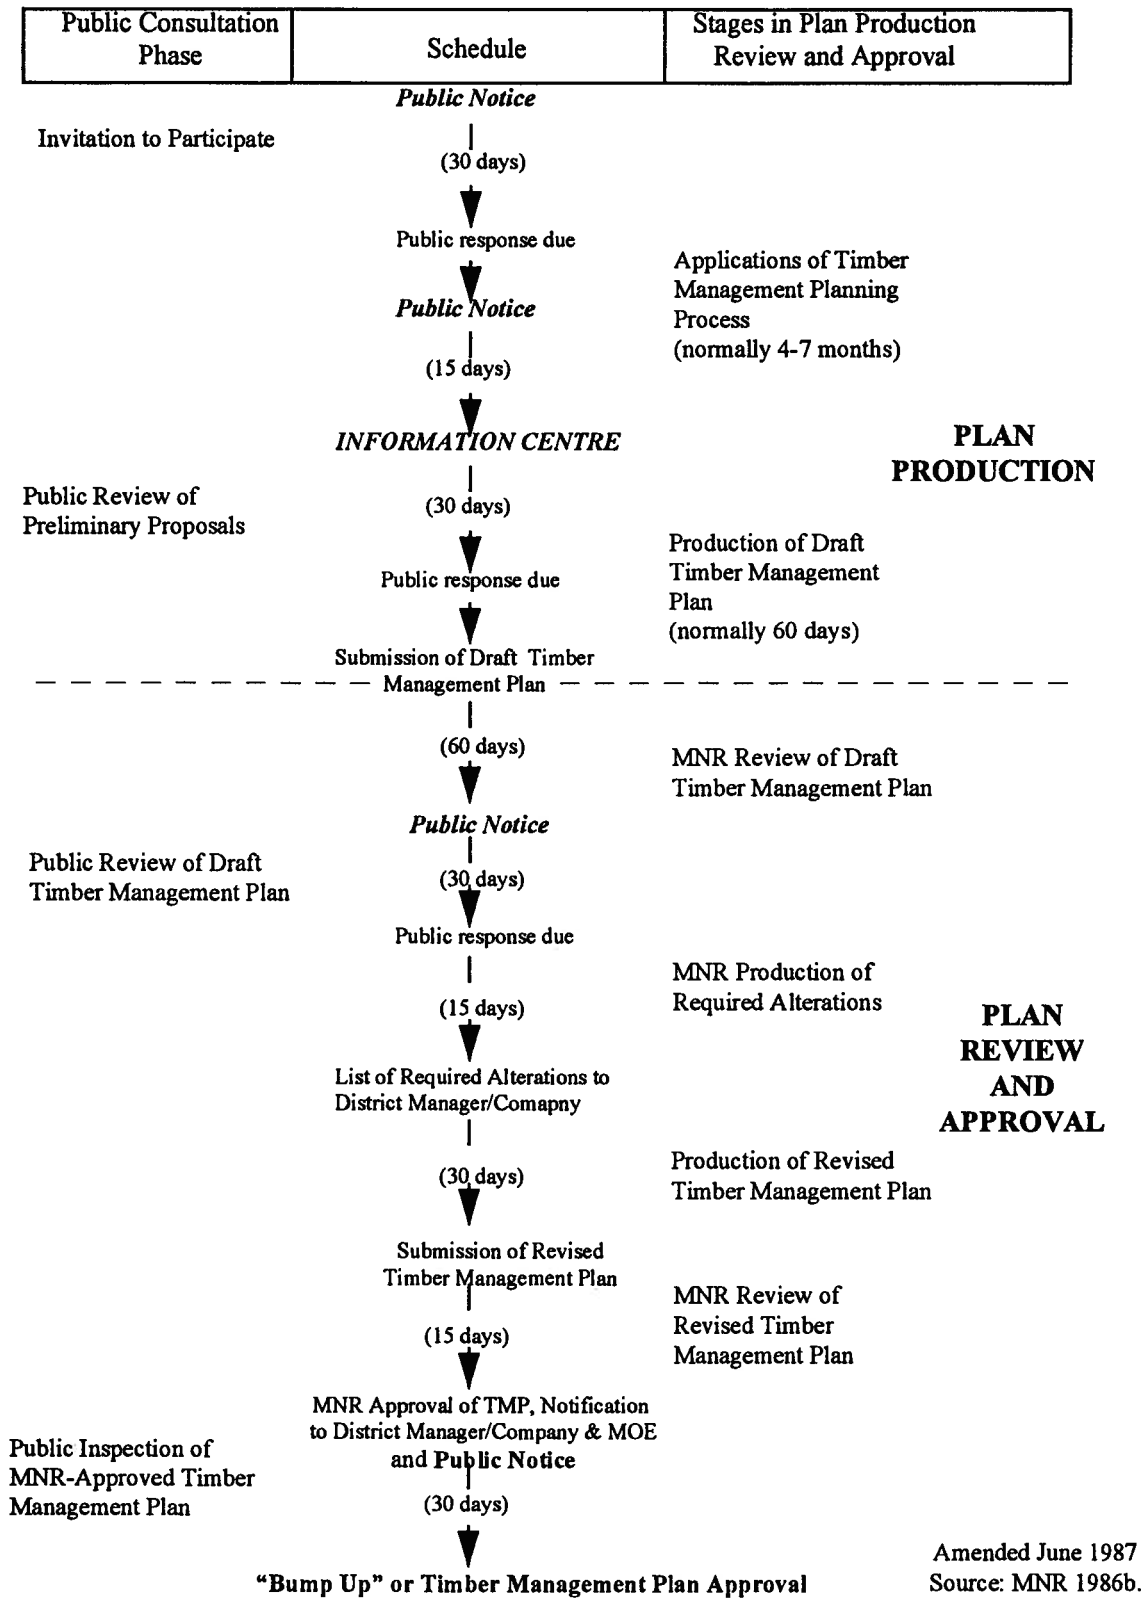 Public Consultation
Phase
Schedule
Stages in Plan Production
Review and Approval
Public Notice
Invitation to Participate
(30 days)
Public response due
Applications of Timber
Management Planning
Process
(normally 4-7 months)
Public Notice
(15 days)
INFORMATION CENTRE
PLAN
PRODUCTION
Public Review of
Preliminary Proposals
(30 days)
Public response due
Production of Draft
Timber Management
Plan
(normally 60 days)
Submission of Draft Timber
Management Plan
(60 days)
MNR Review of Draft
Timber Management Plan
Public Notice
Public Review of Draft
Timber Management Plan
(30 days)
Public response due
MNR Production of
Required Alterations
(15 days)
PLAN
REVIEW
AND
APPROVAL
List of Required Alterations to
District Manager/Comapny
(30 days)
Production of Revised
Timber Management Plan
Submission of Revised
Timber Management Plan
MNR Review of
Revised Timber
Management Plan
(15 days)
MNR Approval of TMP, Notification
to District Manager/Company & MOE
and Public Notice
Public Inspection of
MNR-Approved Timber
Management Plan
(30 days)
"Bump Up" or Timber Management Plan Approval
Amended June 1987
Source: MNR 1986b.